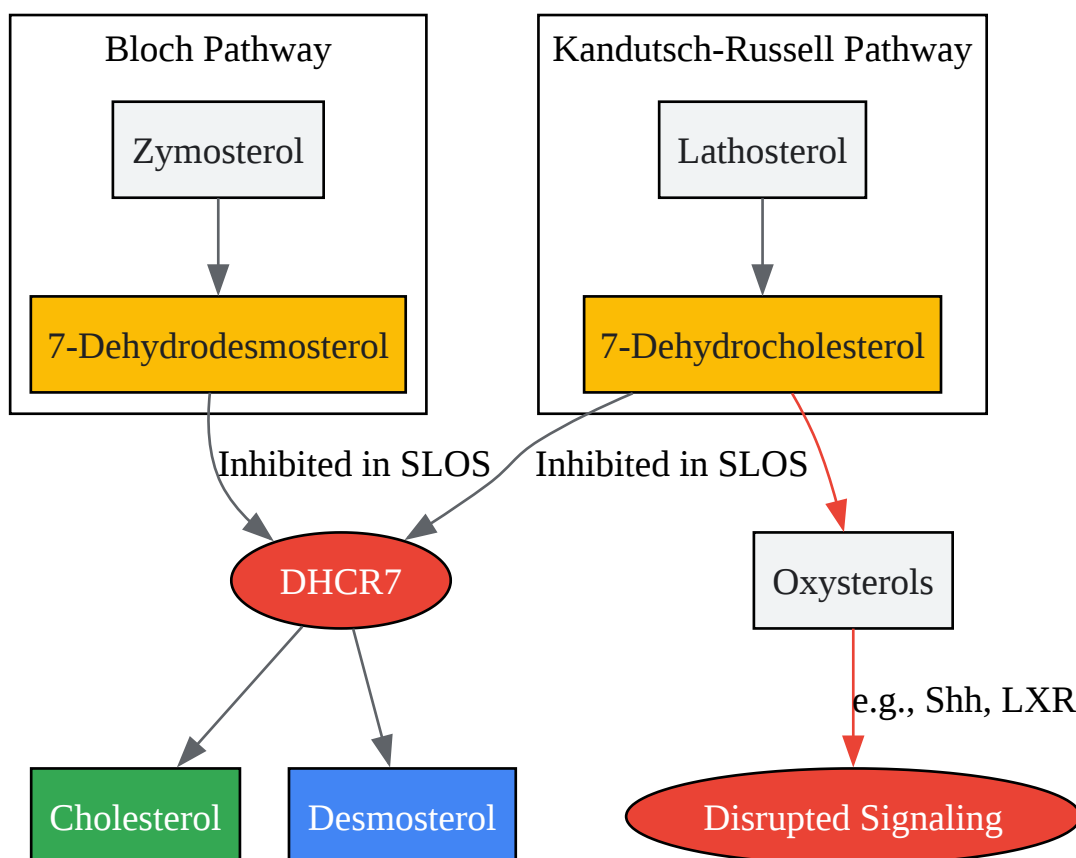 Bloch Pathway
Kandutsch-Russell Pathway
Zymosterol
Lathosterol
7-Dehydrodesmosterol
7-Dehydrocholesterol
Inhibited in SLOS
Inhibited in SLOS
DHCR7
Oxysterols
e.g., Shh, LXR
Cholesterol
Desmosterol
Disrupted Signaling